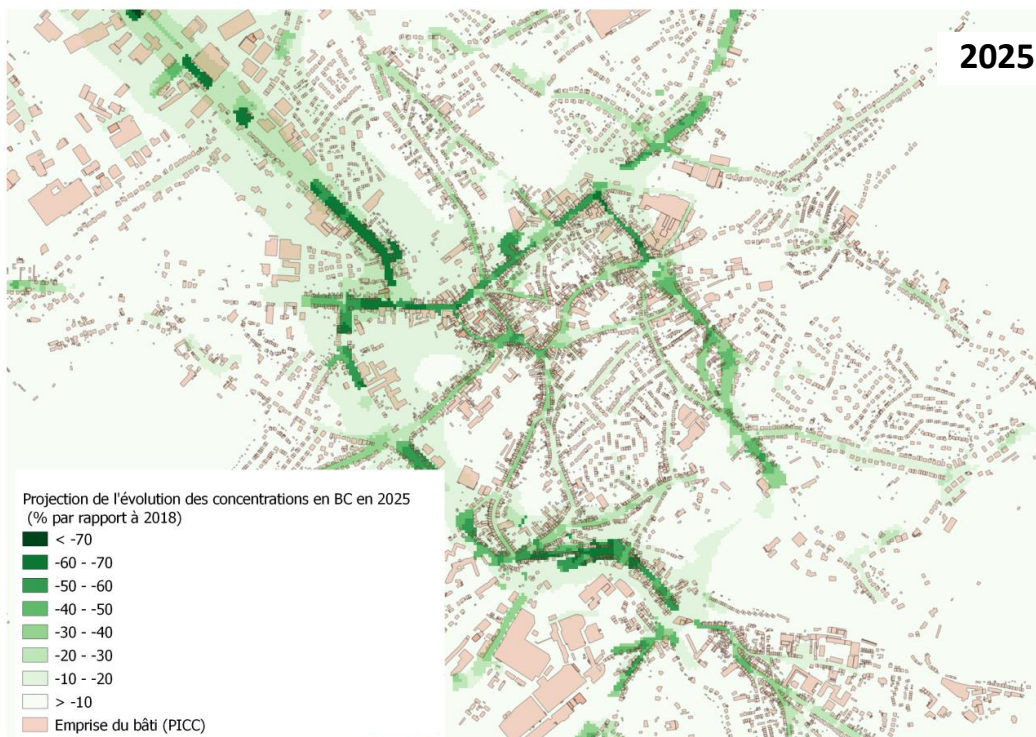 2025
Projection de l'évolution des concentrations en BC en 2025
(% par rapport à 2018)
< -70
-60 - -70
-50 - -60
-40 - -50
-30 - -40
-20 - -30
-10 - -20
> -10
Emprise du bâti (PICC)